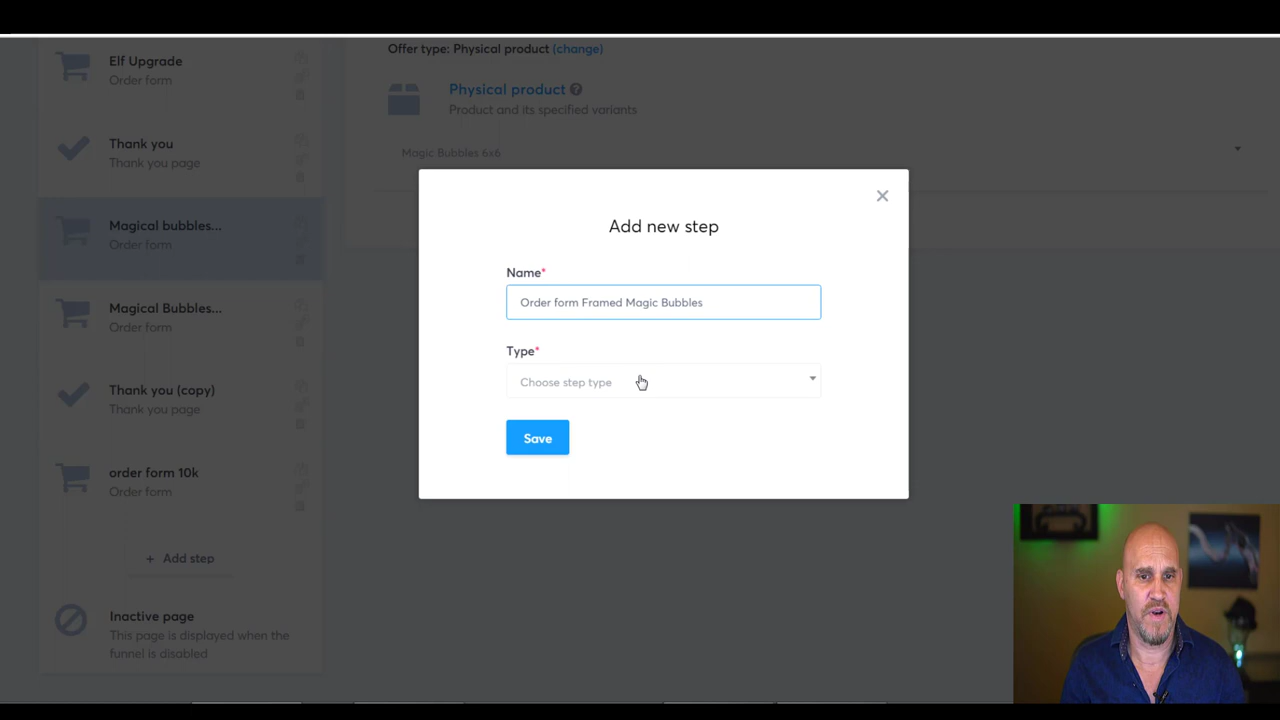 Elf Upgrade
Order form
Thank you
Thank you page
Magical bubbles...
Order form
Magical Bubbles...
Order form
Thank you (copy)
Thank you page
order form 10k
Order form
+ Add step
Inactive page
This page is displayed when the
funnel is disabled
Offer type: Physical product (change)
Physical product ?
Product and its specified variants
Magic Bubbles 6x6
Add new step
Name*
Order form Framed Magic Bubbles
Type*
Choose step type
Save